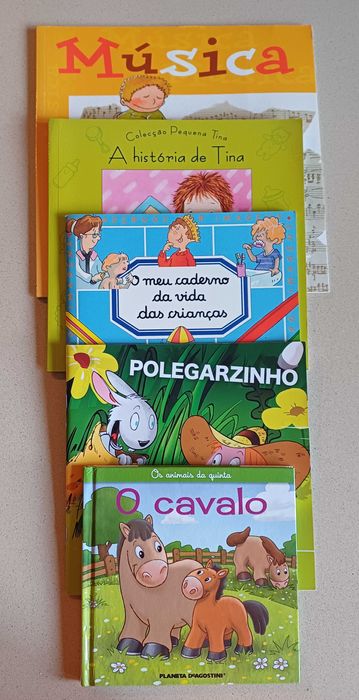 Música
Colecção Pequena Tina
A história de Tina
o meu caderno
da vida
das crianças
POLEGARZINHO
Os animais da quinta
O cavalo
PLANETA DEAGOSTINI